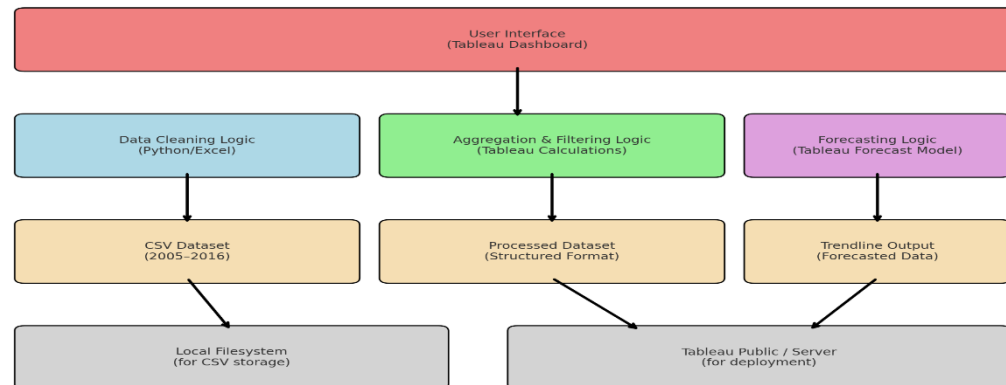 User Interface
(Tableau Dashboard)
Data Cleaning Logic
(Python/Excel)
Aggregation & Filtering Logic
(Tableau Calculations)
Forecasting Logic
(Tableau Forecast Model)
CSV Dataset
(2005–2016)
Processed Dataset
(Structured Format)
Trendline Output
(Forecasted Data)
Local Filesystem
(for CSV storage)
Tableau Public / Server
(for deployment)